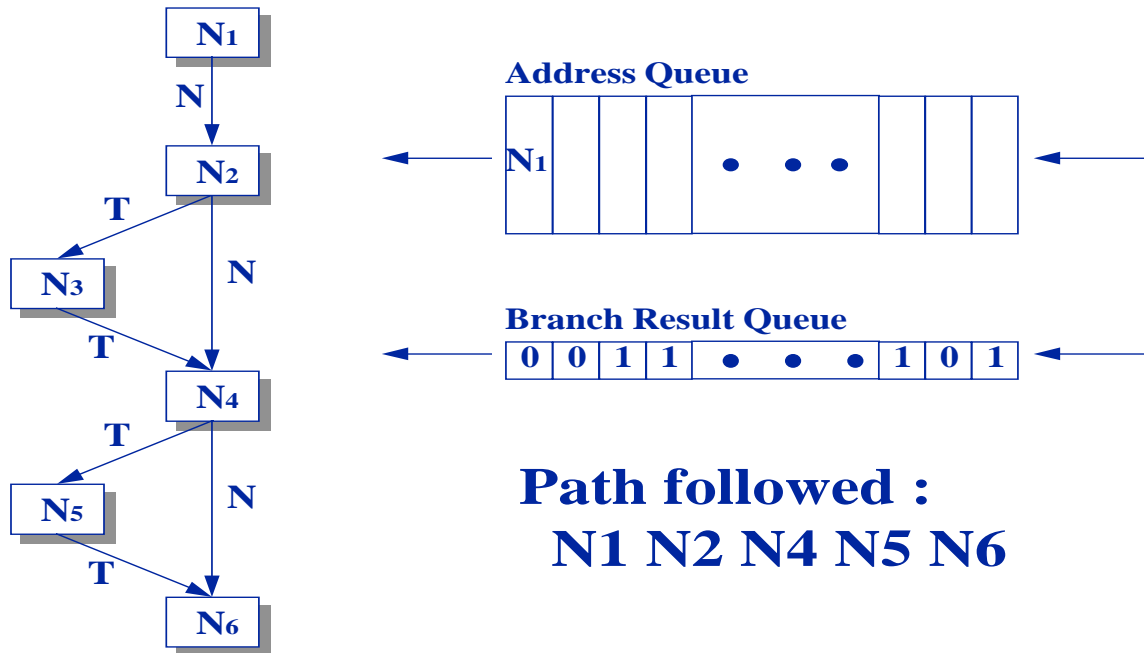 N1
N
N2
T
N
N3
T
N4
T
N
N5
T
N6
Address Queue
N1
Branch Result Queue
0 0 1 1 1 0 1
Path followed :
N1 N2 N4 N5 N6